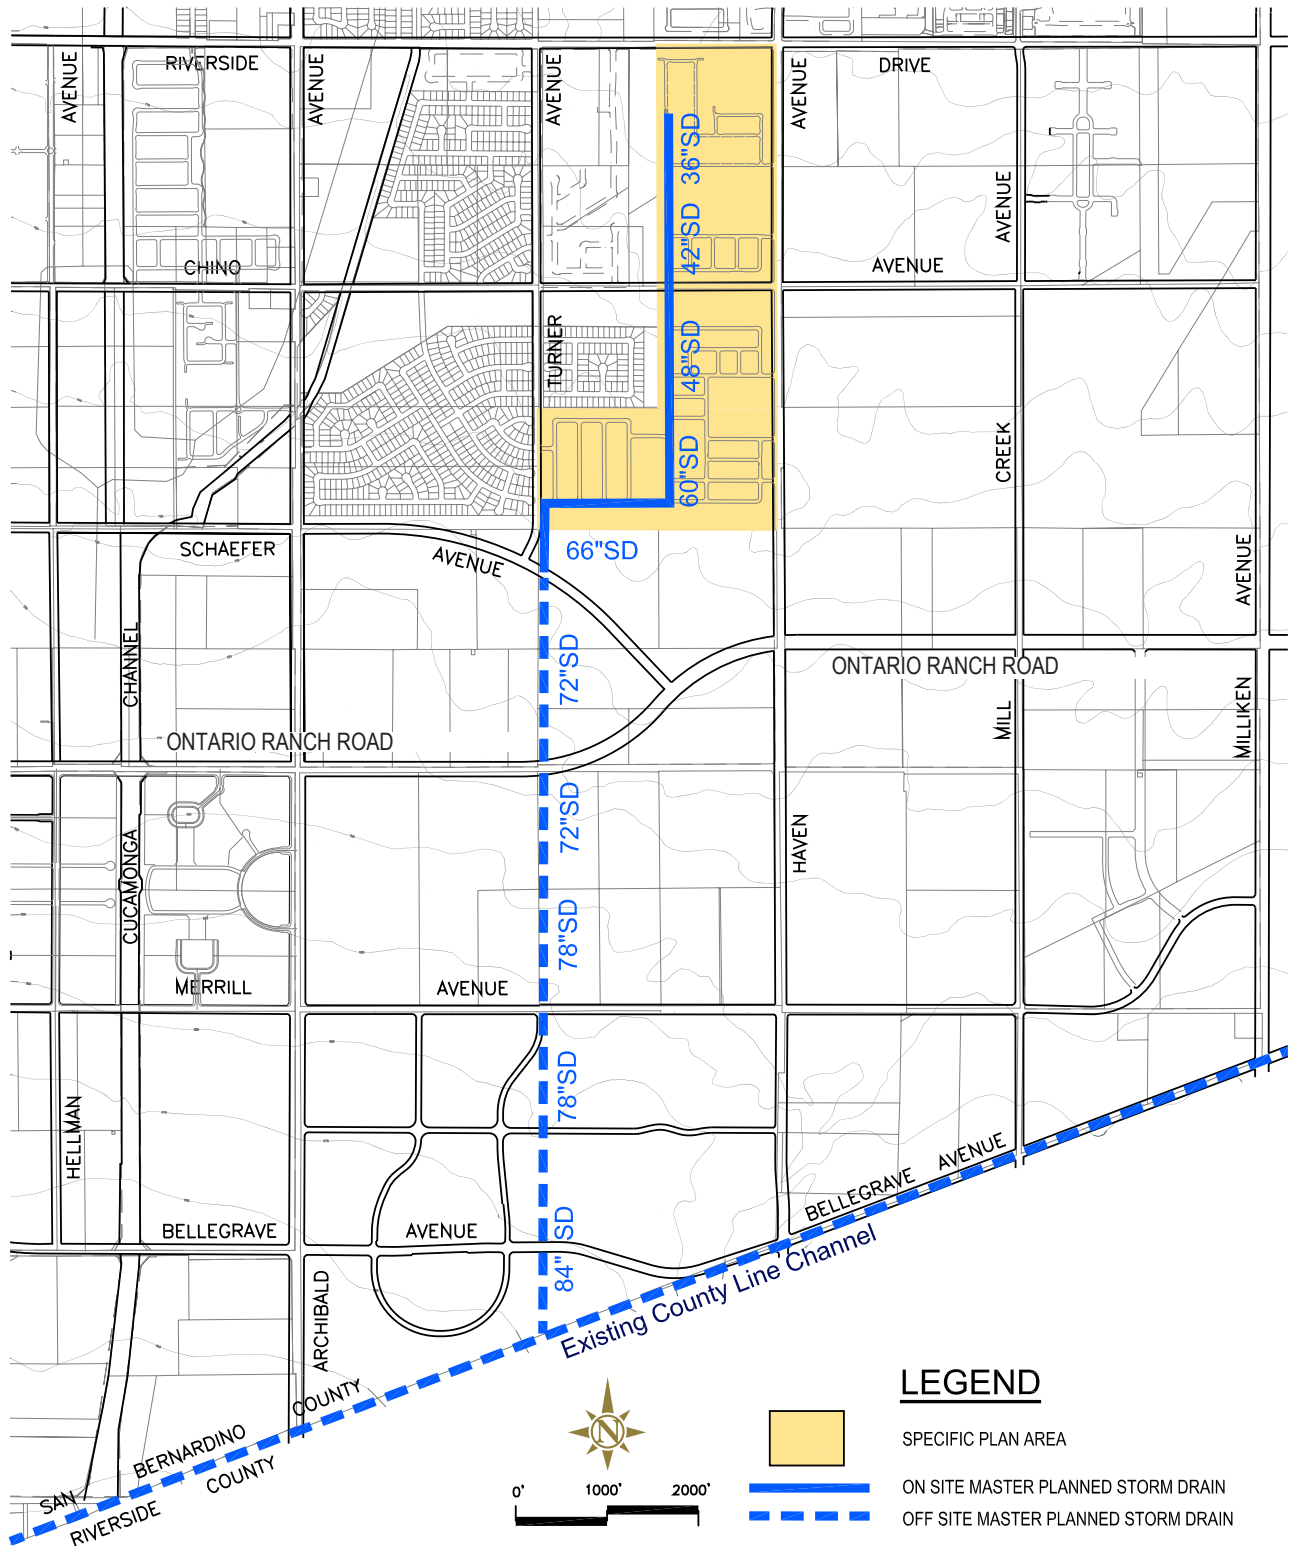 RIVERSIDE
DRIVE
AVENUE
AVENUE
AVENUE
AVENUE
AVENUE
36"SD
42"SD
CHINO
AVENUE
TURNER
48"SD
CREEK
60"SD
SCHAEFER
AVENUE
66"SD
AVENUE
CHANNEL
72"SD
ONTARIO RANCH ROAD
MILL
MILLIKEN
ONTARIO RANCH ROAD
72"SD
HAVEN
CUCAMONGA
78"SD
MERRILL
AVENUE
78"SD
HELLMAN
BELLEGRAVE
AVENUE
BELLEGRAVE
AVENUE
84" SD
Existing County Line Channel
ARCHIBALD
SAN BERNARDINO COUNTY
RIVERSIDE COUNTY
N
0'
1000'
2000'
LEGEND
SPECIFIC PLAN AREA
ON SITE MASTER PLANNED STORM DRAIN
OFF SITE MASTER PLANNED STORM DRAIN